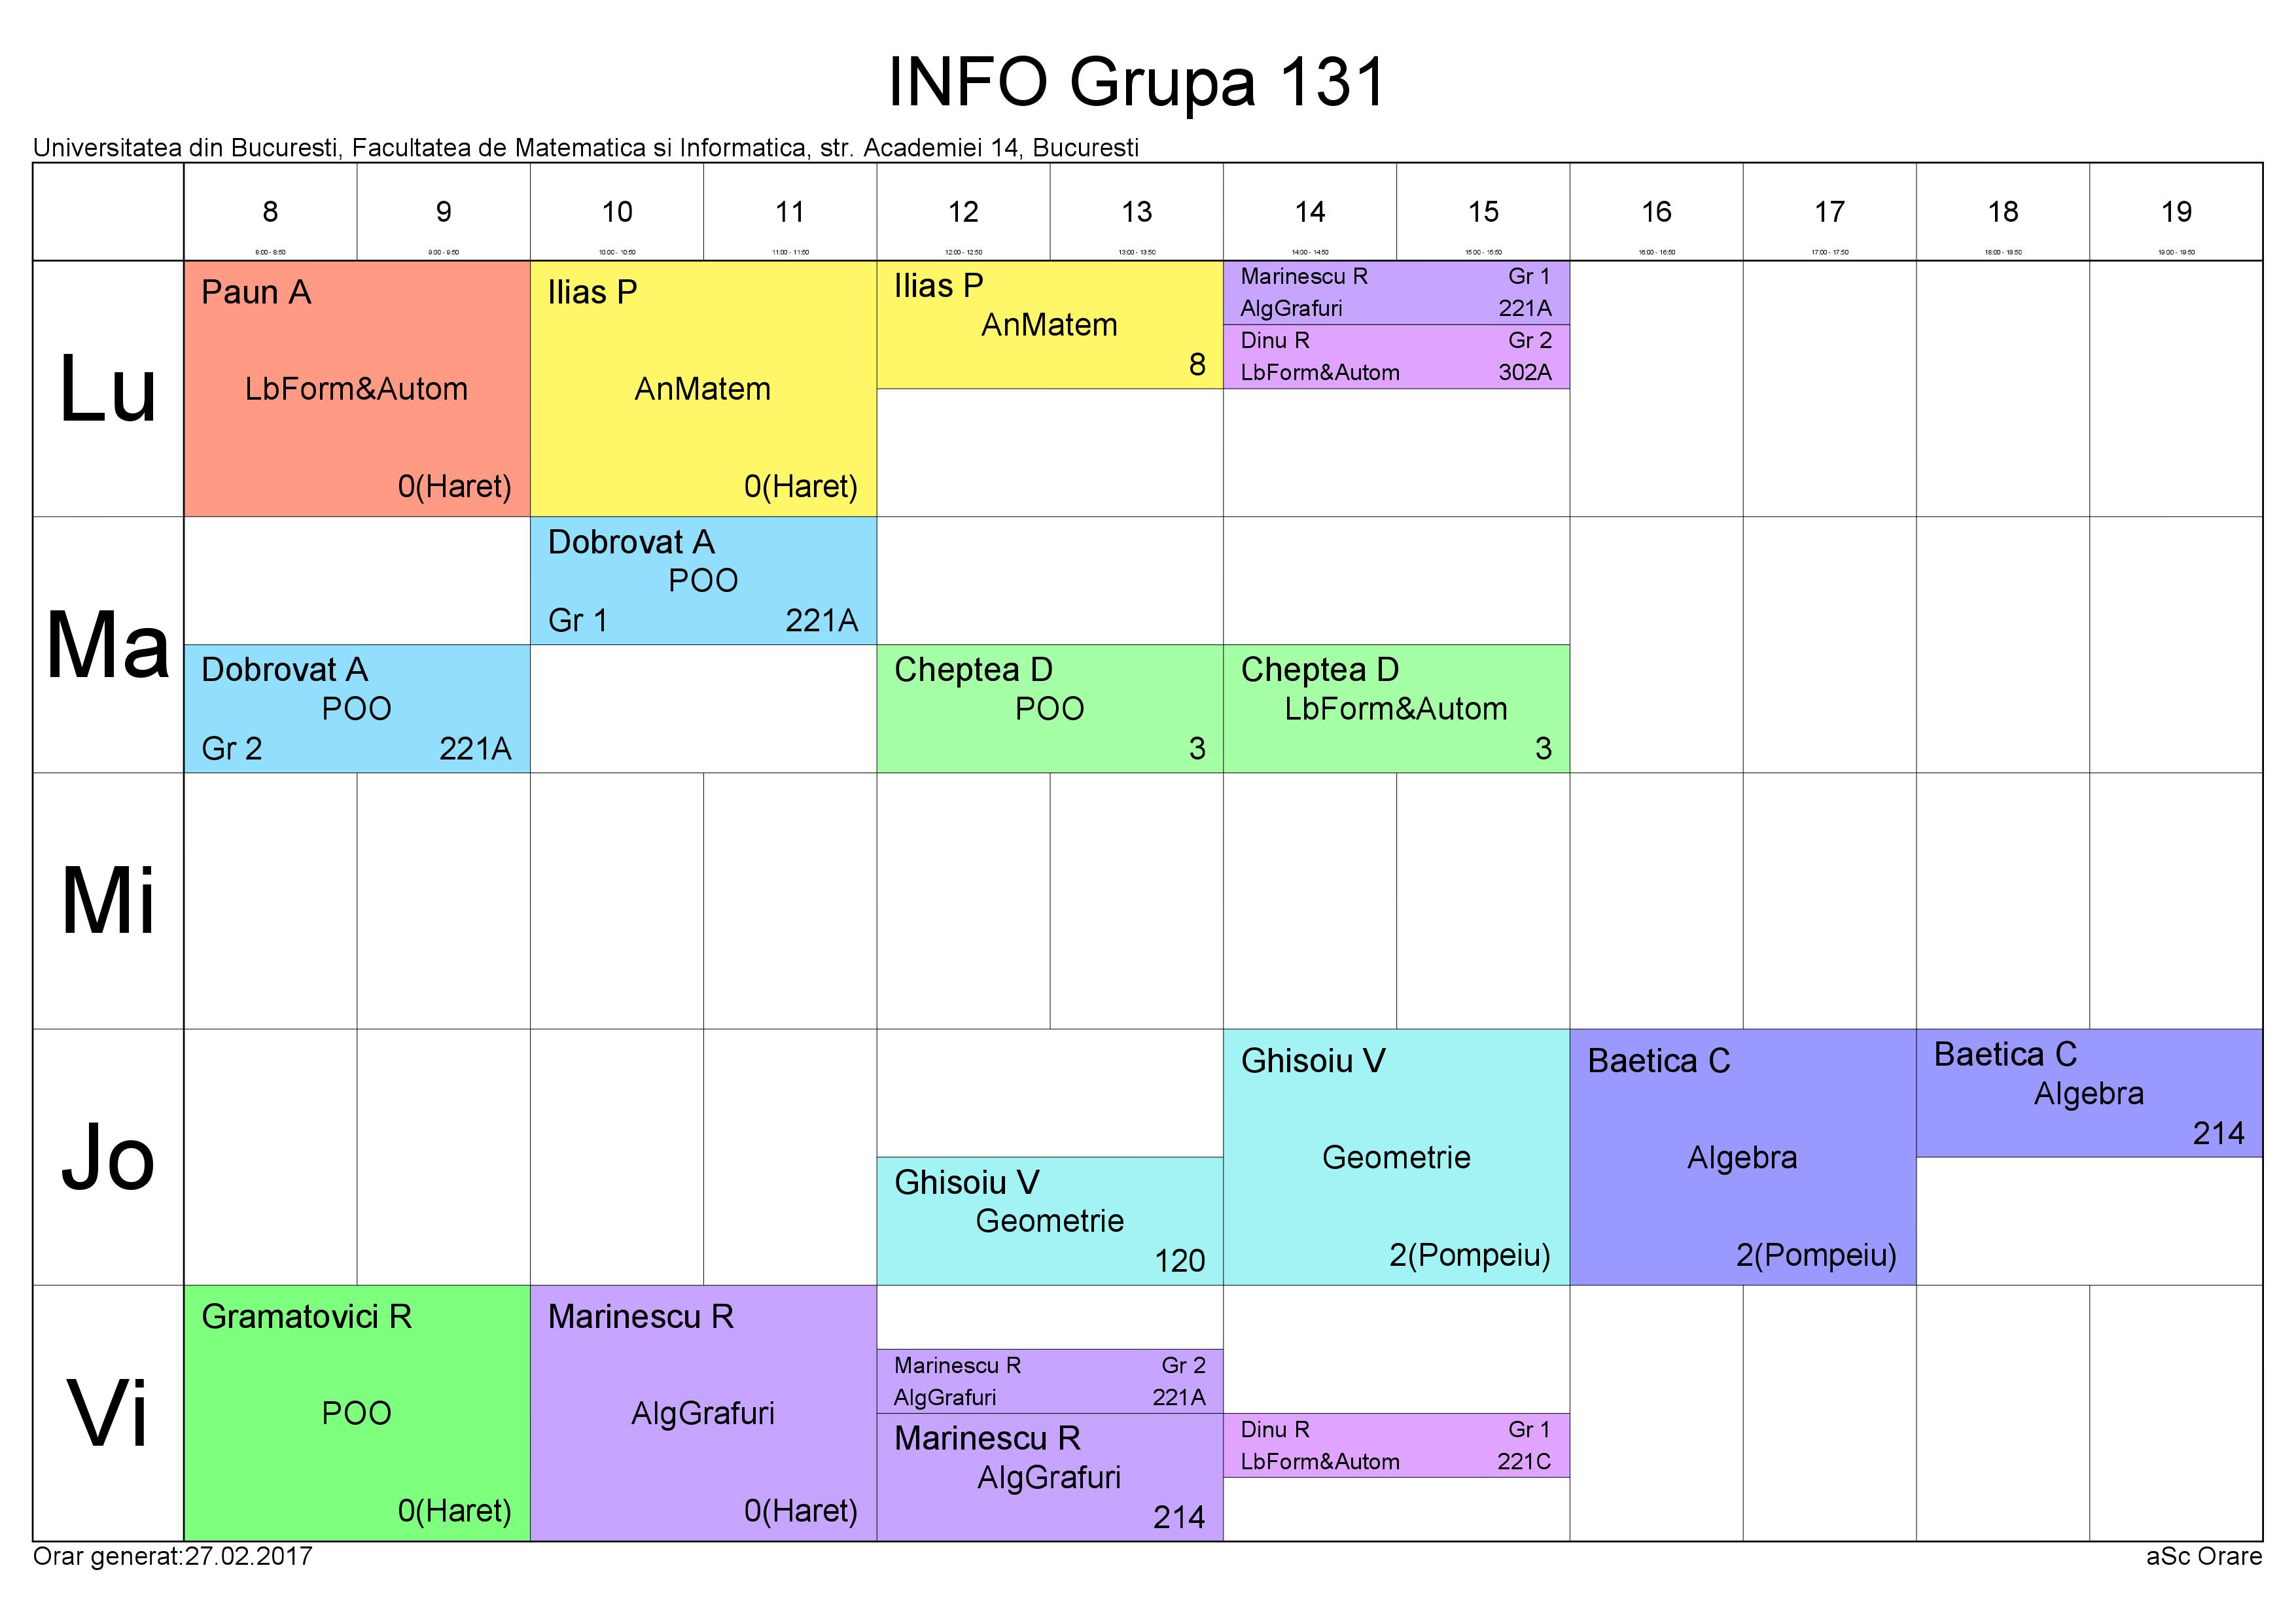 INFO Grupa 131
Universitatea din Bucuresti, Facultatea de Matematica si Informatica, str. Academiei 14, Bucuresti
8 9 10 11 12 13 14 15 16 17 18 19
8:00 - 8:50 9:00 - 9:50 10:00 - 10:50 11:00 - 11:50 12:00 - 12:50 13:00 - 13:50 14:00 - 14:50 15:00 - 15:50 16:00 - 16:50 17:00 - 17:50 18:00 - 18:50 19:00 - 19:50
Lu
Paun A
LbForm&Autom
0(Haret)
Ilias P
AnMatem
0(Haret)
Ilias P
AnMatem
8
Marinescu R Gr 1
AlgGrafuri 221A
Dinu R Gr 2
LbForm&Autom 302A
Ma
Dobrovat A
POO
Gr 2 221A
Dobrovat A
POO
Gr 1 221A
Cheptea D
POO
3
Cheptea D
LbForm&Autom
3
Mi
Jo
Ghisoiu V
Geometrie
120
Ghisoiu V
Geometrie
2(Pompeiu)
Baetica C
Algebra
2(Pompeiu)
Baetica C
Algebra
214
Vi
Gramatovici R
POO
0(Haret)
Marinescu R
AlgGrafuri
0(Haret)
Marinescu R Gr 2
AlgGrafuri 221A
Marinescu R
AlgGrafuri
214
Dinu R Gr 1
LbForm&Autom 221C
Orar generat:27.02.2017
aSc Orare